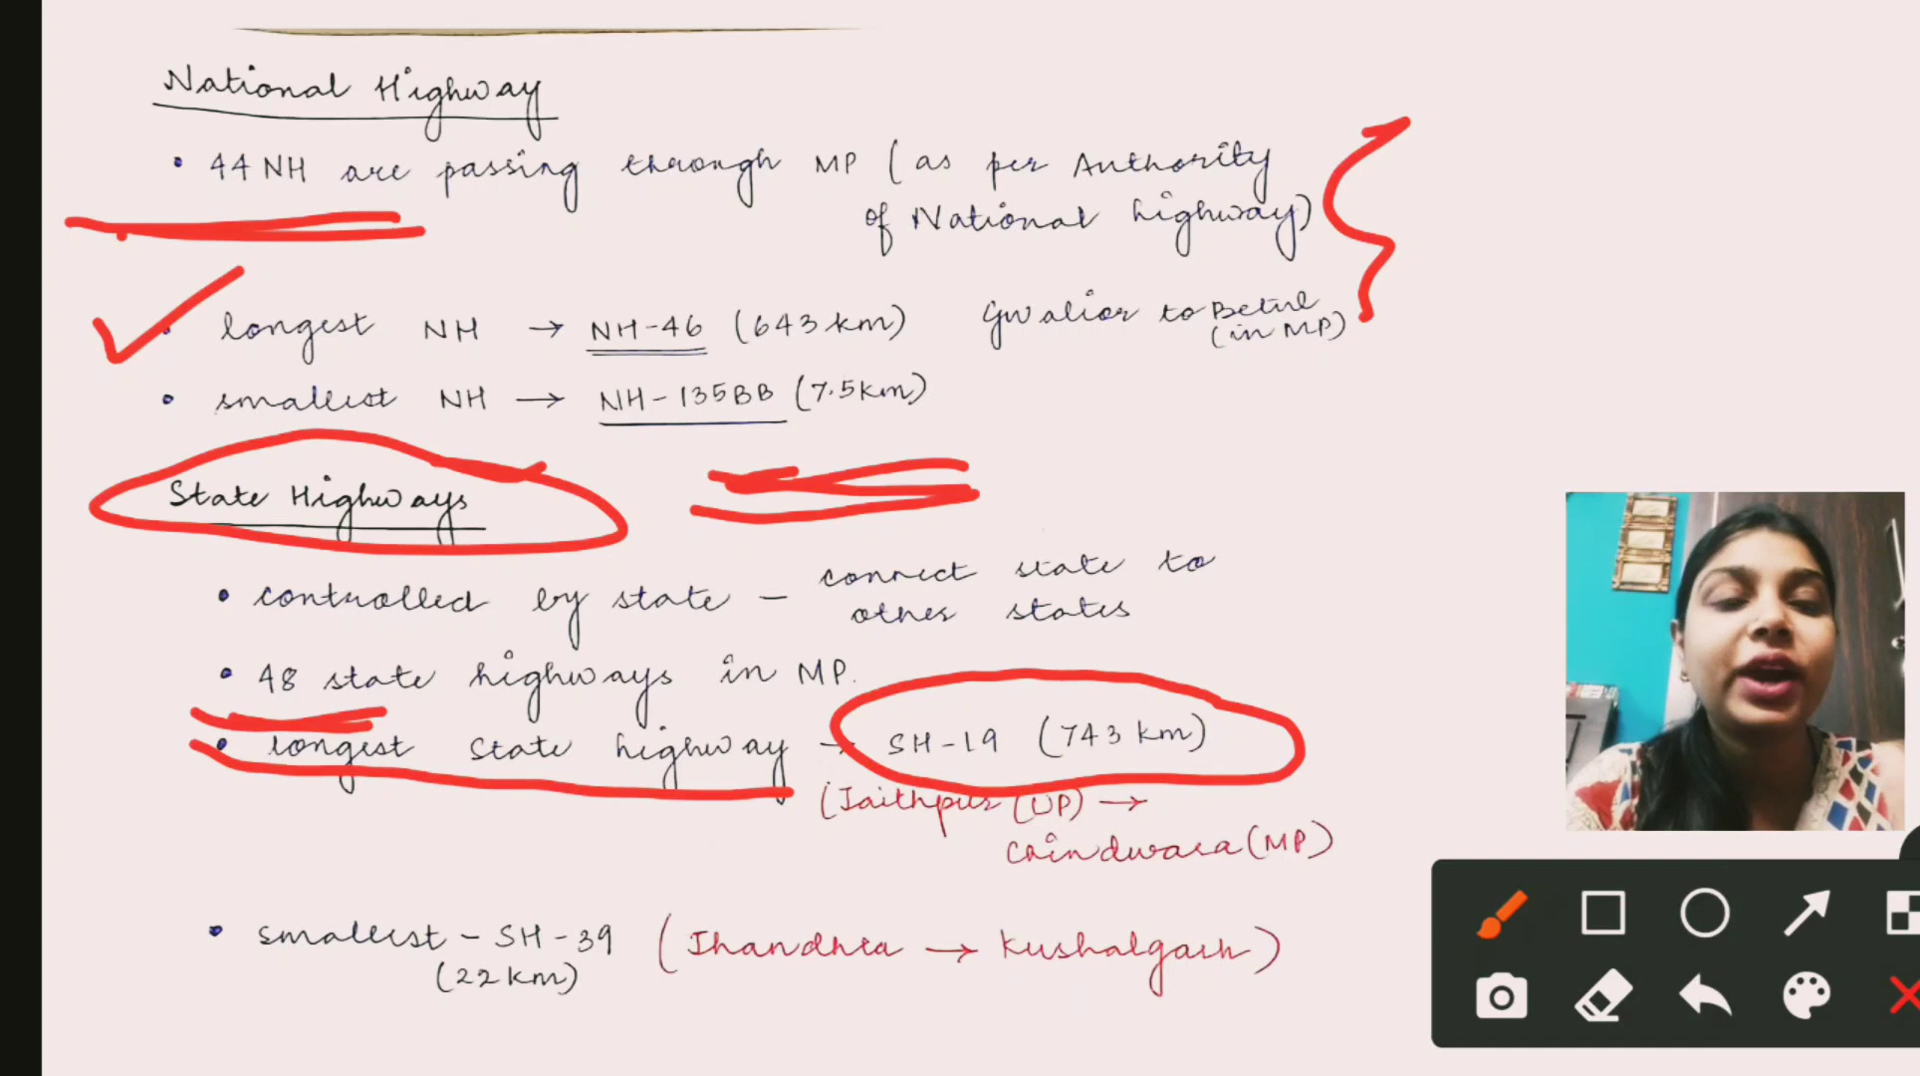 National Highway
• 44 NH are passing through MP (as per Authority
of National highway)
• longest NH → NH-46 (643 km) Gwalior to Betul
(in MP)
• smallest NH → NH-135BB (7.5km)
State Highways
• controlled by state – connect state to
other states
• 48 state highways in MP.
• longest state highway → SH-19 (743 km)
(Jaithpur (UP) →
Chindwara (MP)
• smallest – SH-39 (Jhandhla → Kushalgarh)
(22 km)